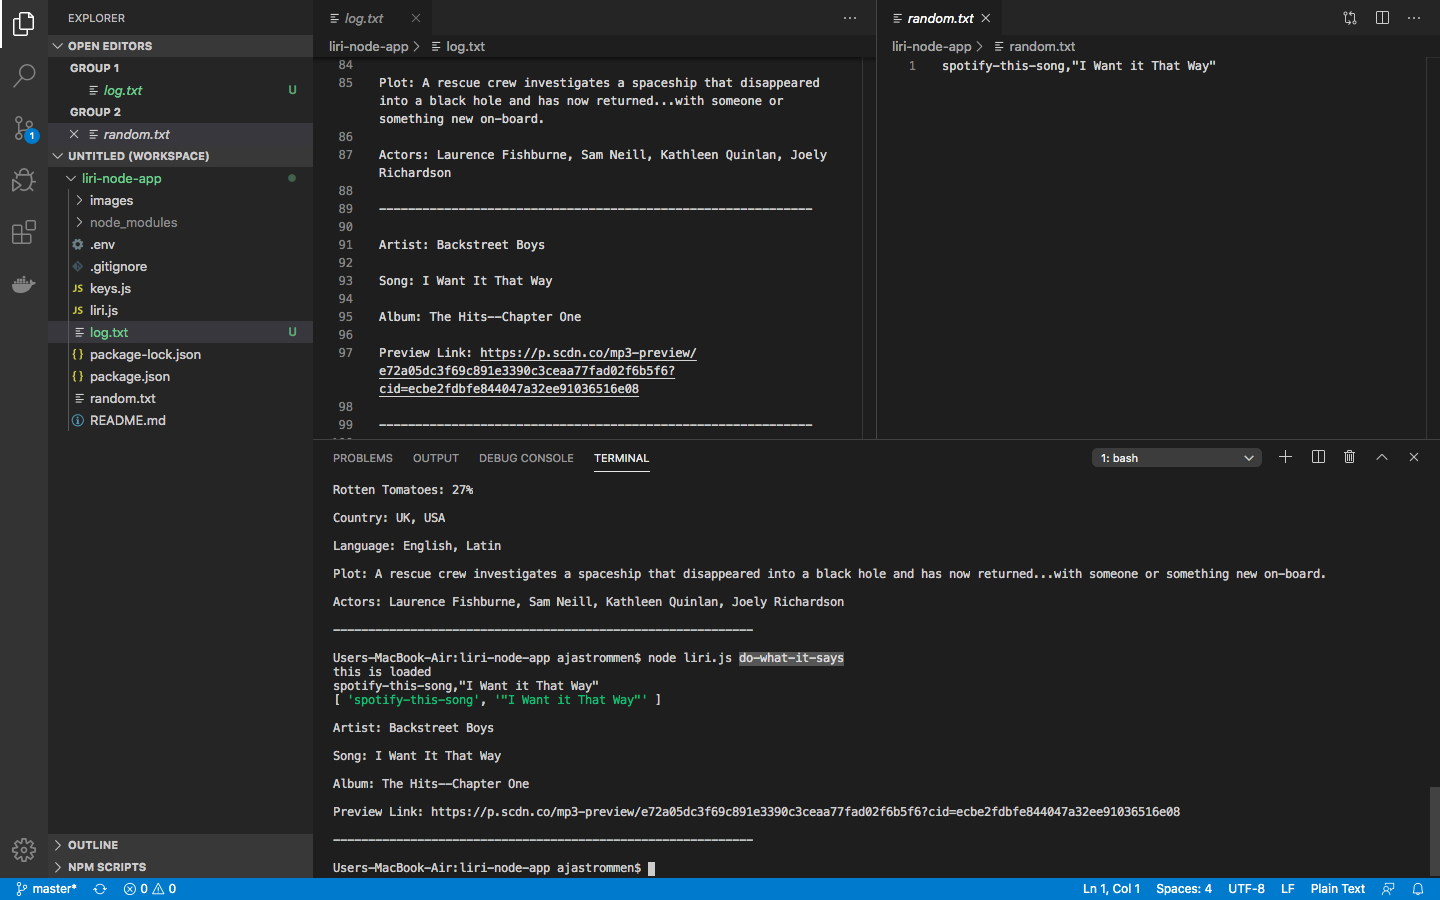 EXPLORER
OPEN EDITORS
GROUP 1
log.txt U
GROUP 2
random.txt
UNTITLED (WORKSPACE)
liri-node-app
images
node_modules
.env
.gitignore
JS keys.js
JS liri.js
log.txt U
{} package-lock.json
{} package.json
random.txt
README.md
OUTLINE
NPM SCRIPTS
1
log.txt
liri-node-app > log.txt
84
85 Plot: A rescue crew investigates a spaceship that disappeared
into a black hole and has now returned...with someone or
something new on-board.
86
87 Actors: Laurence Fishburne, Sam Neill, Kathleen Quinlan, Joely
Richardson
88
89 ------------------------------------------------------------
90
91 Artist: Backstreet Boys
92
93 Song: I Want It That Way
94
95 Album: The Hits--Chapter One
96
97 Preview Link: https://p.scdn.co/mp3-preview/
e72a05dc3f69c891e3390c3ceaa77fad02f6b5f6?
cid=ecbe2fdbfe844047a32ee91036516e08
98
99 ------------------------------------------------------------
random.txt
liri-node-app > random.txt
1 spotify-this-song,"I Want it That Way"
PROBLEMS OUTPUT DEBUG CONSOLE TERMINAL
1: bash
Rotten Tomatoes: 27%
Country: UK, USA
Language: English, Latin
Plot: A rescue crew investigates a spaceship that disappeared into a black hole and has now returned...with someone or something new on-board.
Actors: Laurence Fishburne, Sam Neill, Kathleen Quinlan, Joely Richardson
------------------------------------------------------------
Users-MacBook-Air:liri-node-app ajastrommen$ node liri.js do-what-it-says
this is loaded
spotify-this-song,"I Want it That Way"
[ 'spotify-this-song', '"I Want it That Way"' ]
Artist: Backstreet Boys
Song: I Want It That Way
Album: The Hits--Chapter One
Preview Link: https://p.scdn.co/mp3-preview/e72a05dc3f69c891e3390c3ceaa77fad02f6b5f6?cid=ecbe2fdbfe844047a32ee91036516e08
------------------------------------------------------------
Users-MacBook-Air:liri-node-app ajastrommen$
master* 0 0 Ln 1, Col 1 Spaces: 4 UTF-8 LF Plain Text